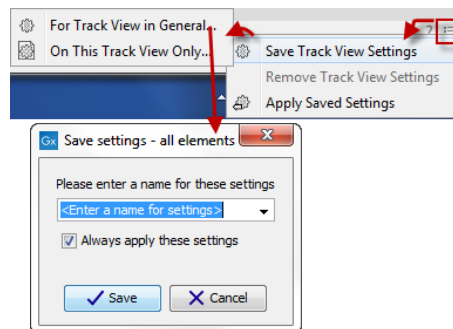 For Track View in General...
On This Track View Only...
?
Save Track View Settings
Remove Track View Settings
Apply Saved Settings
Gx Save settings - all elements
Please enter a name for these settings
<Enter a name for settings>
Always apply these settings
Save
Cancel